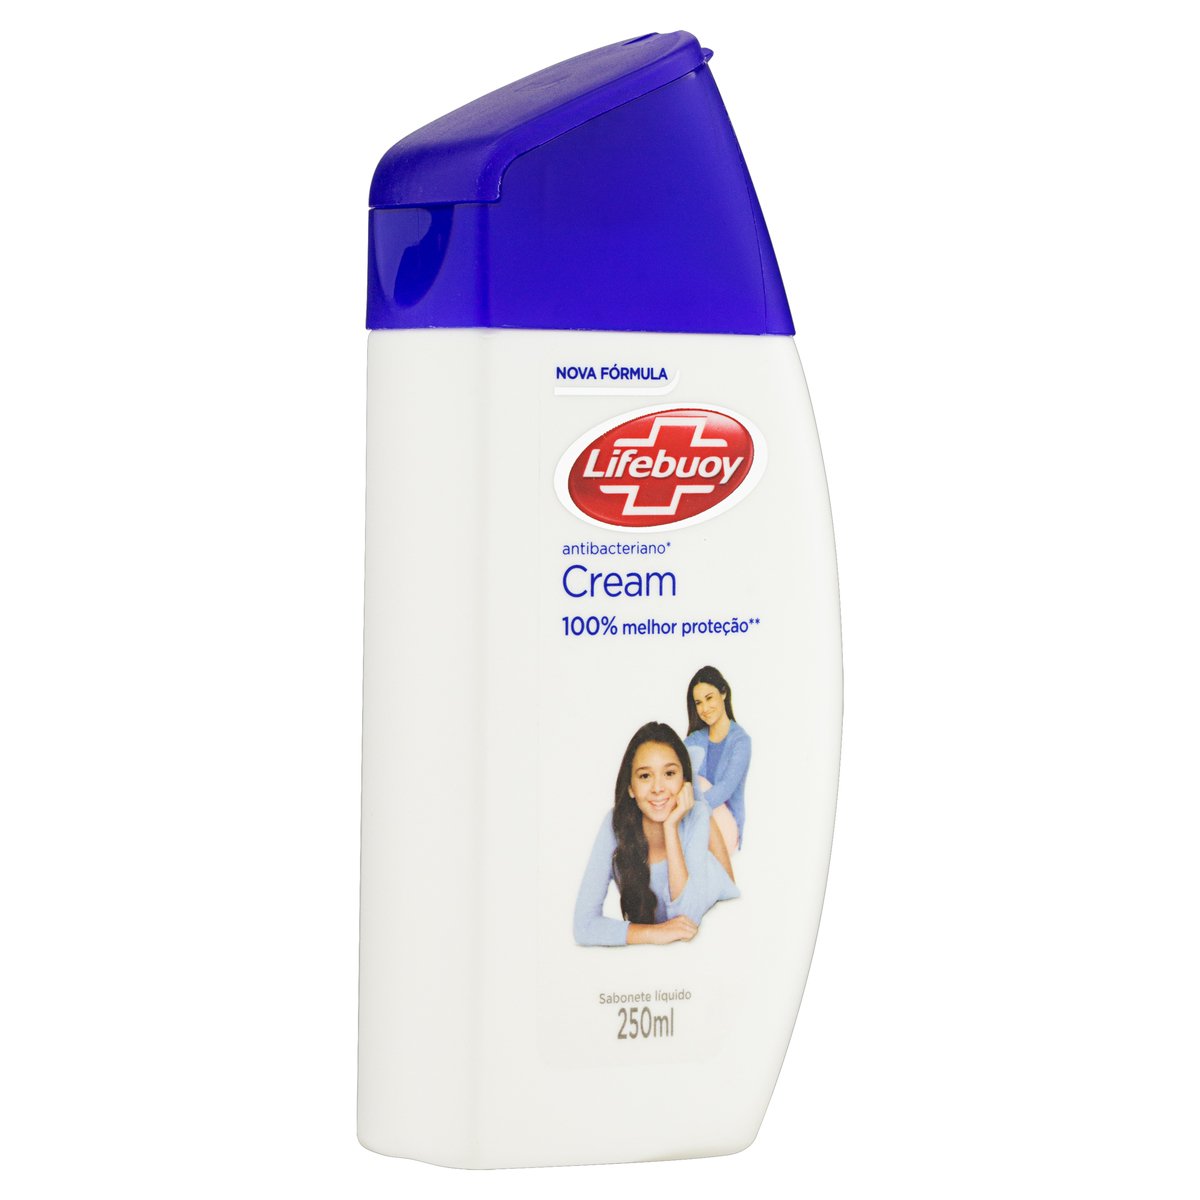 NOVA FÓRMULA
Lifebuoy
antibacteriano*
Cream
100% melhor proteção**
Sabonete líquido
250ml